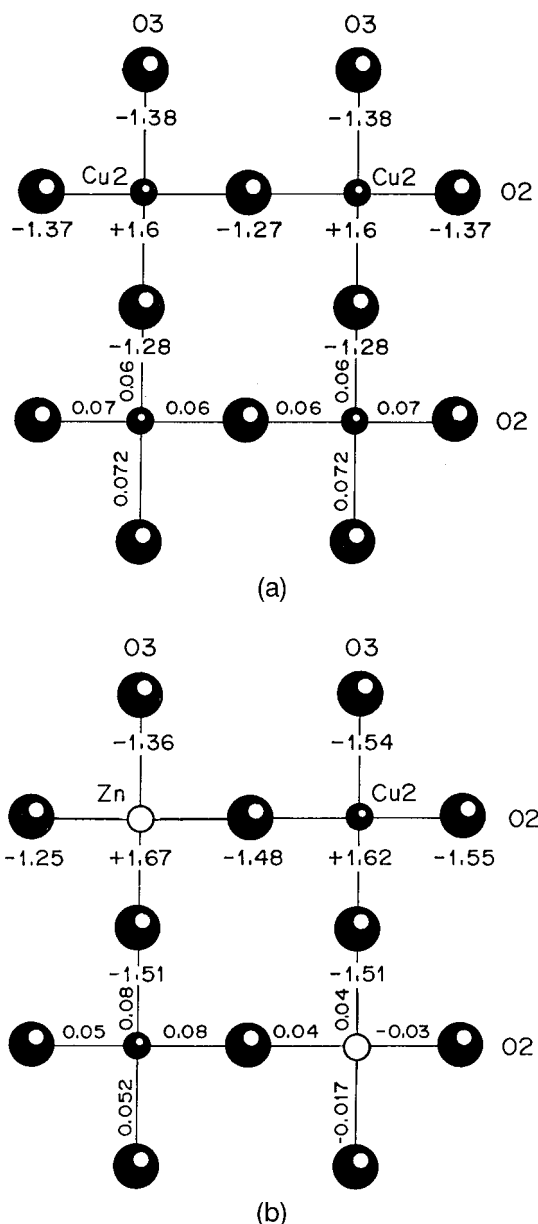 O3 O3
-1.38 -1.38
Cu2 Cu2
O2
-1.37 +1.6 -1.27 +1.6 -1.37
-1.28 -1.28
0.06 0.06
0.07 0.06 0.06 0.07
O2
0.072 0.072
(a)
O3 O3
-1.36 -1.54
Zn Cu2
O2
-1.25 +1.67 -1.48 +1.62 -1.55
-1.51 -1.51
0.08 0.04
0.05 0.08 0.04 -0.03
O2
0.052 -0.017
(b)